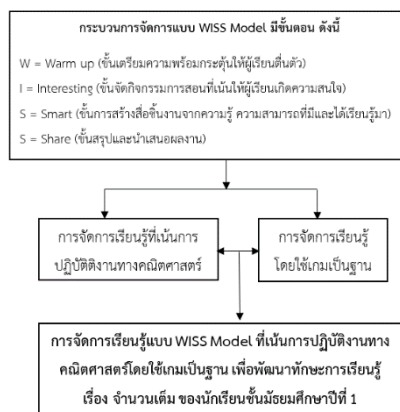 กระบวนการจัดการแบบ WISS Model มีขั้นตอน ดังนี้
W = Warm up (ขั้นเตรียมความพร้อมกระตุ้นให้ผู้เรียนตื่นตัว)
I = Interesting (ขั้นจัดกิจกรรมการสอนที่เน้นให้ผู้เรียนเกิดความสนใจ)
S = Smart (ขั้นการสร้างสื่อชิ้นงานจากความรู้ ความสามารถที่มีและได้เรียนรู้มา)
S = Share (ขั้นสรุปและนำเสนอผลงาน)
การจัดการเรียนรู้ที่เน้นการ
ปฏิบัติติงานทางคณิตศาสตร์
การจัดการเรียนรู้
โดยใช้เกมเป็นฐาน
การจัดการเรียนรู้แบบ WISS Model ที่เน้นการปฏิบัติงานทาง
คณิตศาสตร์โดยใช้เกมเป็นฐาน เพื่อพัฒนาทักษะการเรียนรู้
เรื่อง จำนวนเต็ม ของนักเรียนชั้นมัธยมศึกษาปีที่ 1